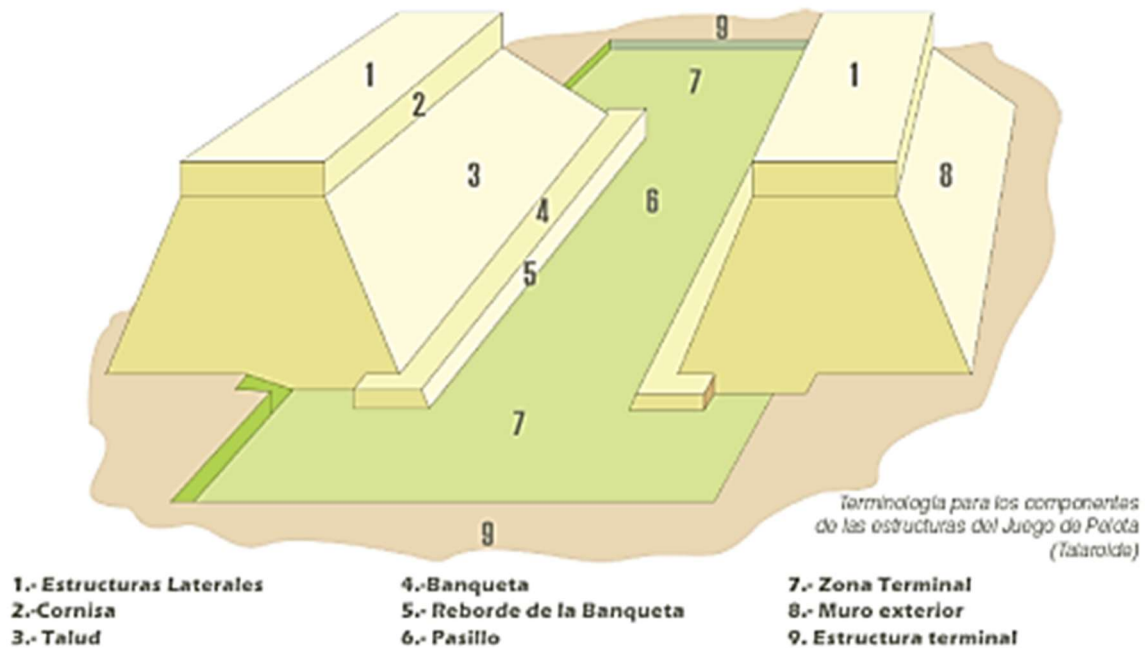 9
1
7
1
2
3
8
6
4
5
7
9
Terminología para los componentes
de las estructuras del Juego de Pelota
(Talaroide)
1.- Estructuras Laterales
2.-Cornisa
3.- Talud
4.-Banqueta
5.- Reborde de la Banqueta
6.- Pasillo
7.- Zona Terminal
8.- Muro exterior
9. Estructura terminal